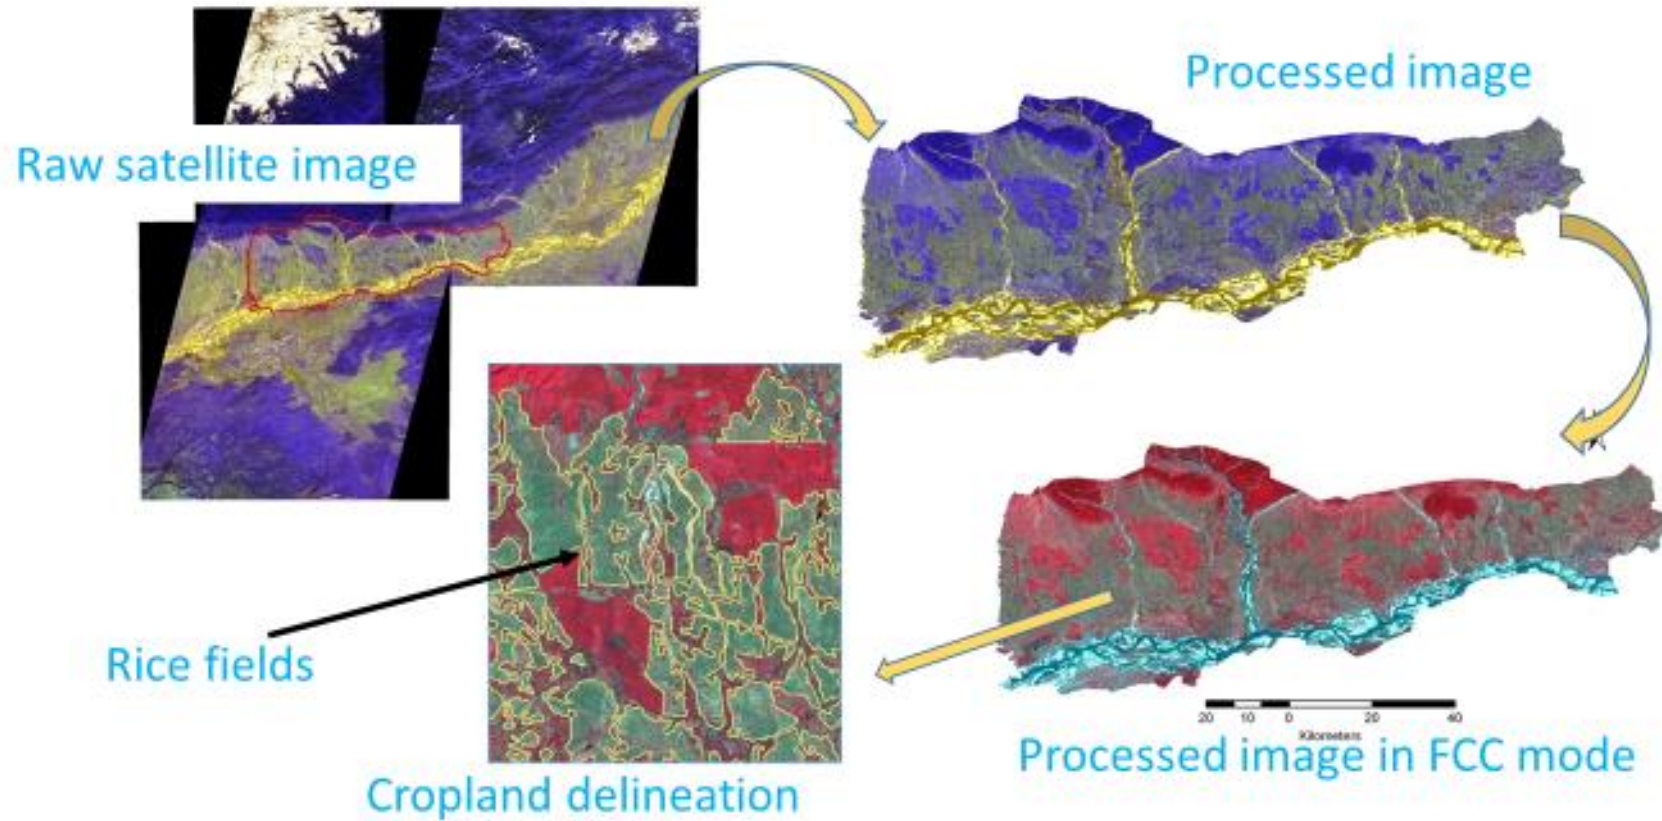 Processed image
Raw satellite image
Rice fields
20 10 0 20 40
Kilometers
Processed image in FCC mode
Cropland delineation